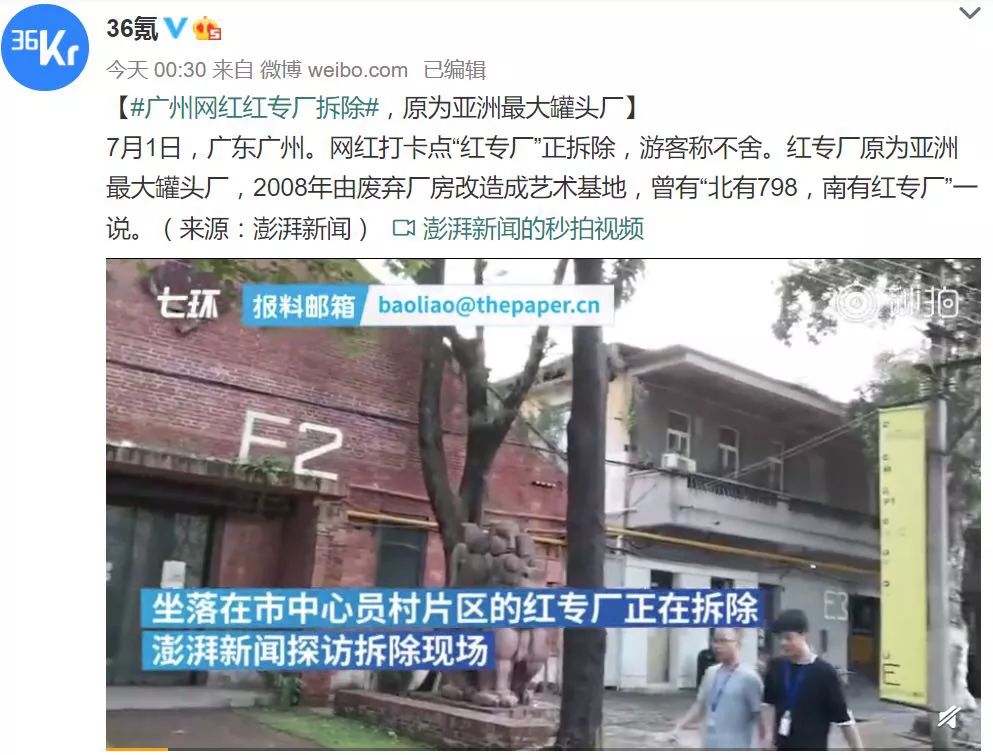 36Kr
36氪
今天 00:30 来自 微博 weibo.com 已编辑
【#广州网红红专厂拆除#，原为亚洲最大罐头厂】
7月1日，广东广州。网红打卡点“红专厂”正拆除，游客称不舍。红专厂原为亚洲
最大罐头厂，2008年由废弃厂房改造成艺术基地，曾有“北有798，南有红专厂”一
说。（来源：澎湃新闻） 澎湃新闻的秒拍视频
七环 报料邮箱 baoliao@thepaper.cn
秒拍
F2
坐落在市中心员村片区的红专厂正在拆除
澎湃新闻探访拆除现场
E3
E